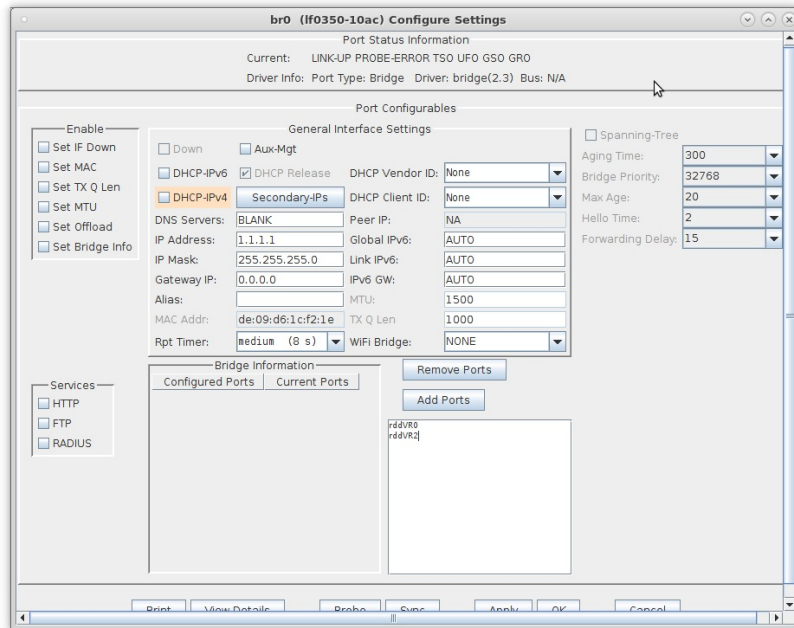 br0 (lf0350-10ac) Configure Settings
Port Status Information
Current: LINK-UP PROBE-ERROR TSO UFO GSO GRO
Driver Info: Port Type: Bridge Driver: bridge(2.3) Bus: N/A
Port Configurables
Enable
Set IF Down
Set MAC
Set TX Q Len
Set MTU
Set Offload
Set Bridge Info
General Interface Settings
Down Aux-Mgt
DHCP-IPv6 DHCP Release DHCP Vendor ID: None
DHCP-IPv4 Secondary-IPs DHCP Client ID: None
DNS Servers: BLANK Peer IP: NA
IP Address: 1.1.1.1 Global IPv6: AUTO
IP Mask: 255.255.255.0 Link IPv6: AUTO
Gateway IP: 0.0.0.0 IPv6 GW: AUTO
Alias: MTU: 1500
MAC Addr: de:09:d6:1c:f2:1e TX Q Len 1000
Rpt Timer: medium (8 s) WiFi Bridge: NONE
Spanning-Tree
Aging Time: 300
Bridge Priority: 32768
Max Age: 20
Hello Time: 2
Forwarding Delay: 15
Services
HTTP
FTP
RADIUS
Bridge Information
Configured Ports Current Ports
Remove Ports
Add Ports
rddVR0
rddVR2
Print View Details Probe Sync Apply OK Cancel